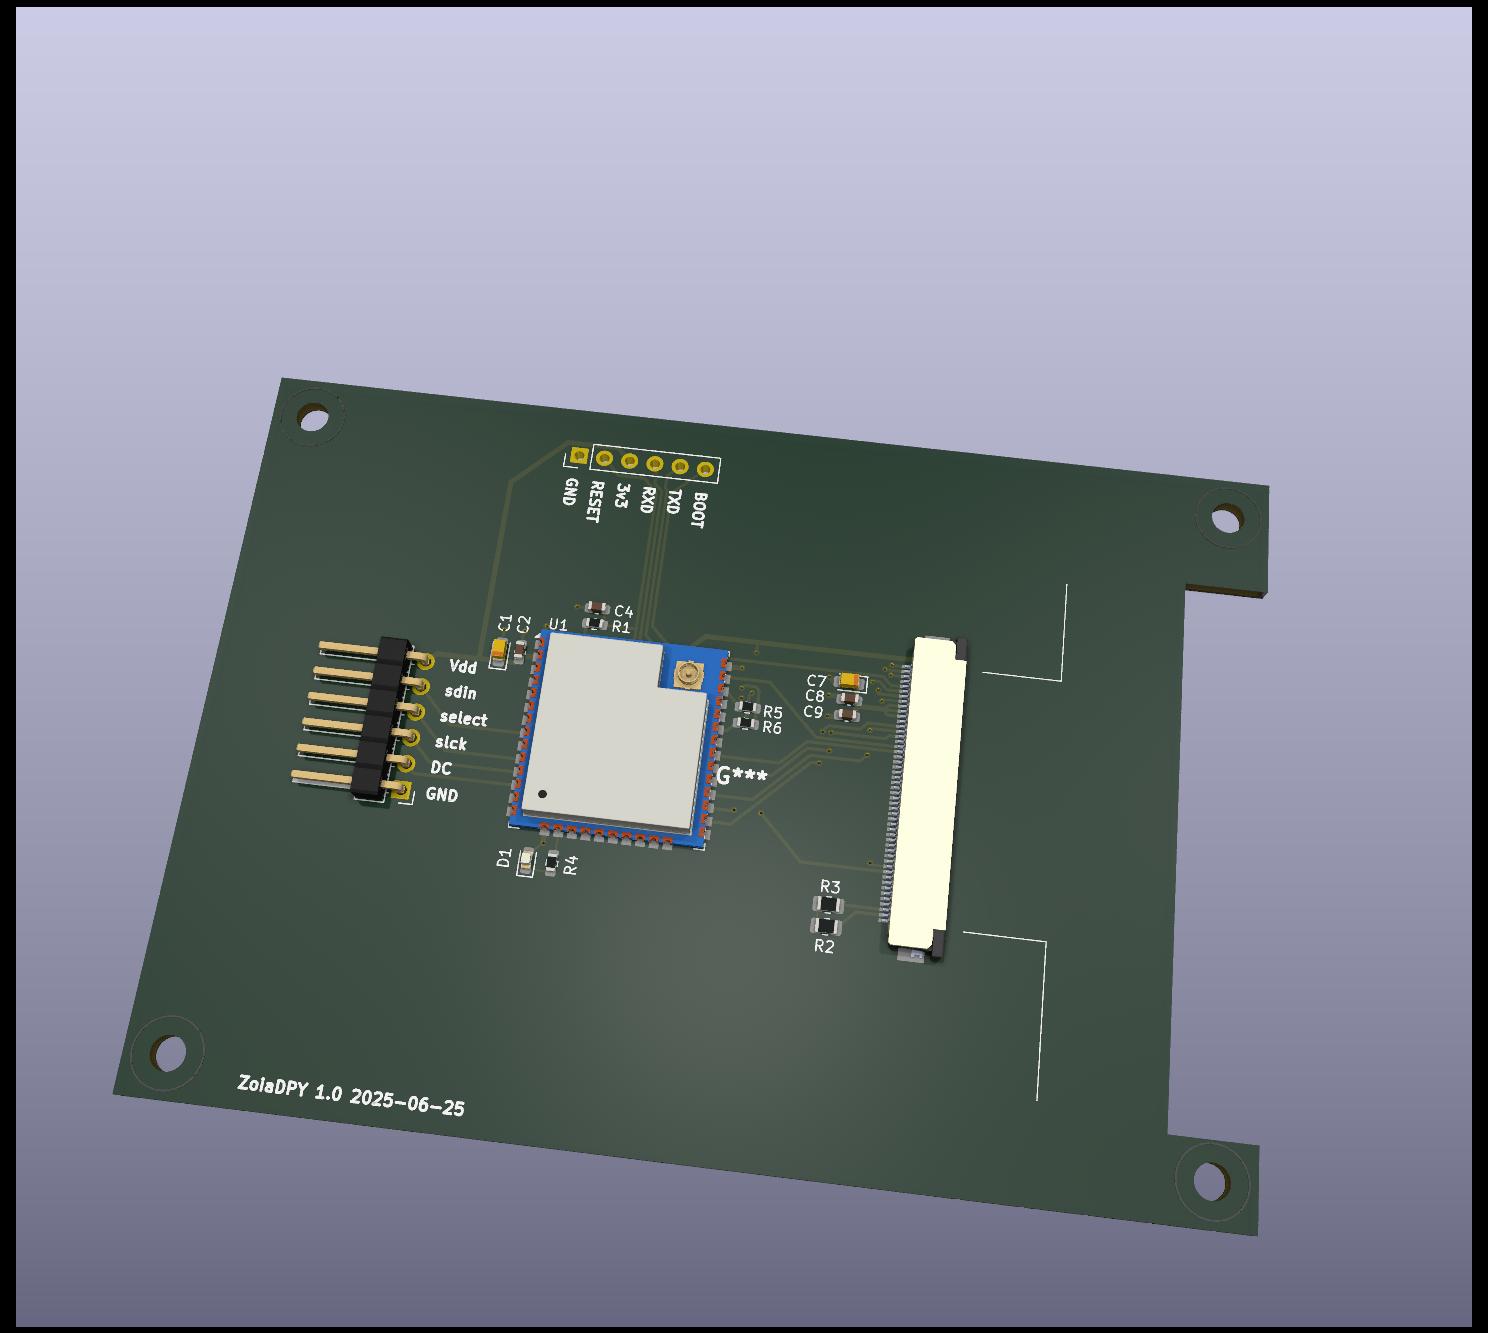 GND
RESET
3v3
RXD
TXD
BOOT
C4
R1
U1
C1
C2
Vdd
sdin
select
slck
DC
GND
C7
C8
C9
R5
R6
G***
D1
R4
R3
R2
ZoiaDPY 1.0 2025-06-25